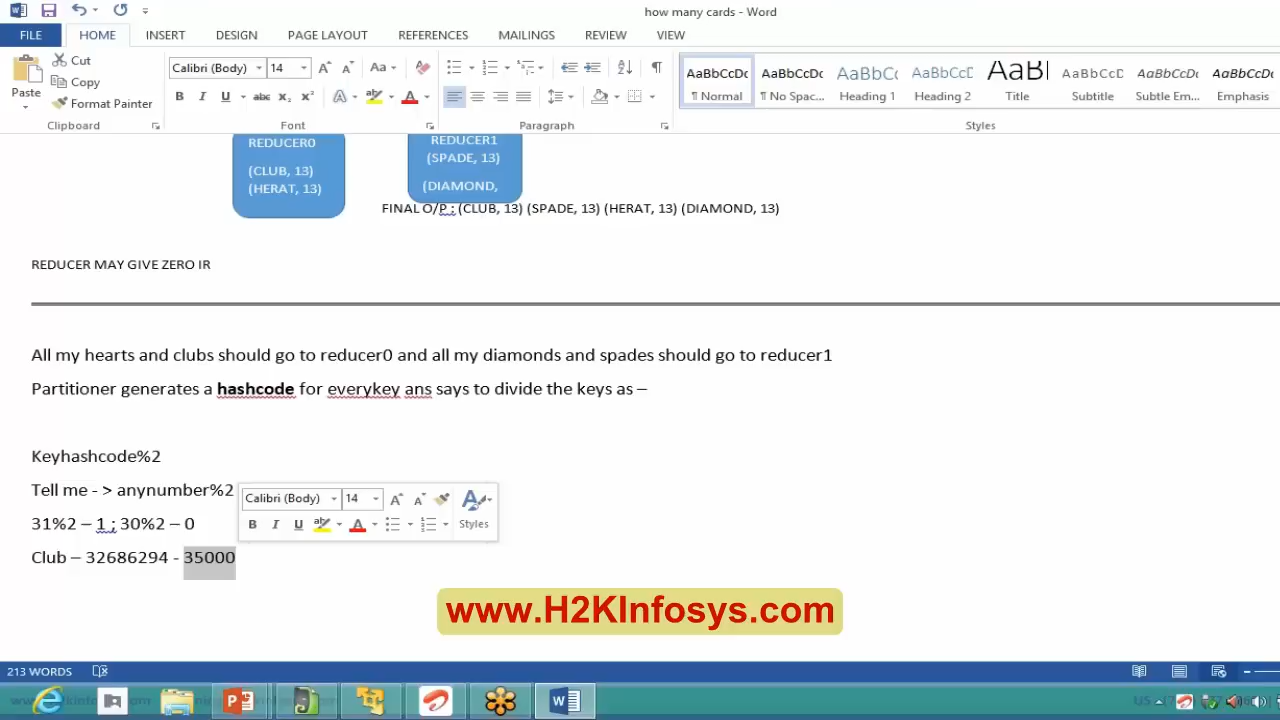 how many cards - Word
FILE HOME INSERT DESIGN PAGE LAYOUT REFERENCES MAILINGS REVIEW VIEW
Paste
Cut
Copy
Format Painter
Calibri (Body) 14
AaBbCcDc AaBbCcDc AaBbCc AaBbCcD AaBl AaBbCcD AaBbCcDc AaBbCcDc
¶ Normal ¶ No Spac... Heading 1 Heading 2 Title Subtitle Subtle Em... Emphasis
Clipboard Font Paragraph Styles
REDUCER0
(CLUB, 13)
(HERAT, 13)
REDUCER1
(SPADE, 13)
(DIAMOND,
FINAL O/P ; (CLUB, 13) (SPADE, 13) (HERAT, 13) (DIAMOND, 13)
REDUCER MAY GIVE ZERO IR
All my hearts and clubs should go to reducer0 and all my diamonds and spades should go to reducer1
Partitioner generates a hashcode for everykey ans says to divide the keys as –
Keyhashcode%2
Tell me - > anynumber%2
Calibri (Body) 14
Styles
31%2 – 1 ; 30%2 – 0
Club – 32686294 - 35000
www.H2KInfosys.com
213 WORDS